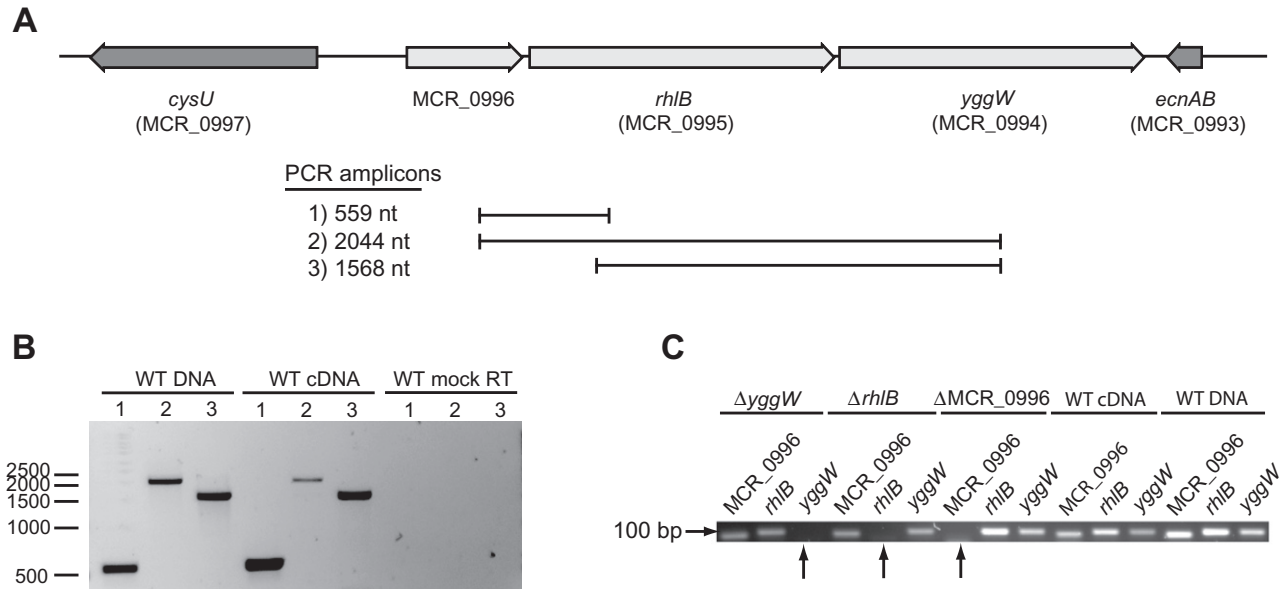 A
cysU
(MCR_0997)
MCR_0996
rhlB
(MCR_0995)
yggW
(MCR_0994)
ecnAB
(MCR_0993)
PCR amplicons
1) 559 nt
2) 2044 nt
3) 1568 nt
B
WT DNA WT cDNA WT mock RT
1 2 3 1 2 3 1 2 3
2500
2000
1500
1000
500
C
ΔyggW ΔrhlB ΔMCR_0996 WT cDNA WT DNA
MCR_0996 rhlB yggW MCR_0996 rhlB yggW MCR_0996 rhlB yggW MCR_0996 rhlB yggW MCR_0996 rhlB yggW
100 bp